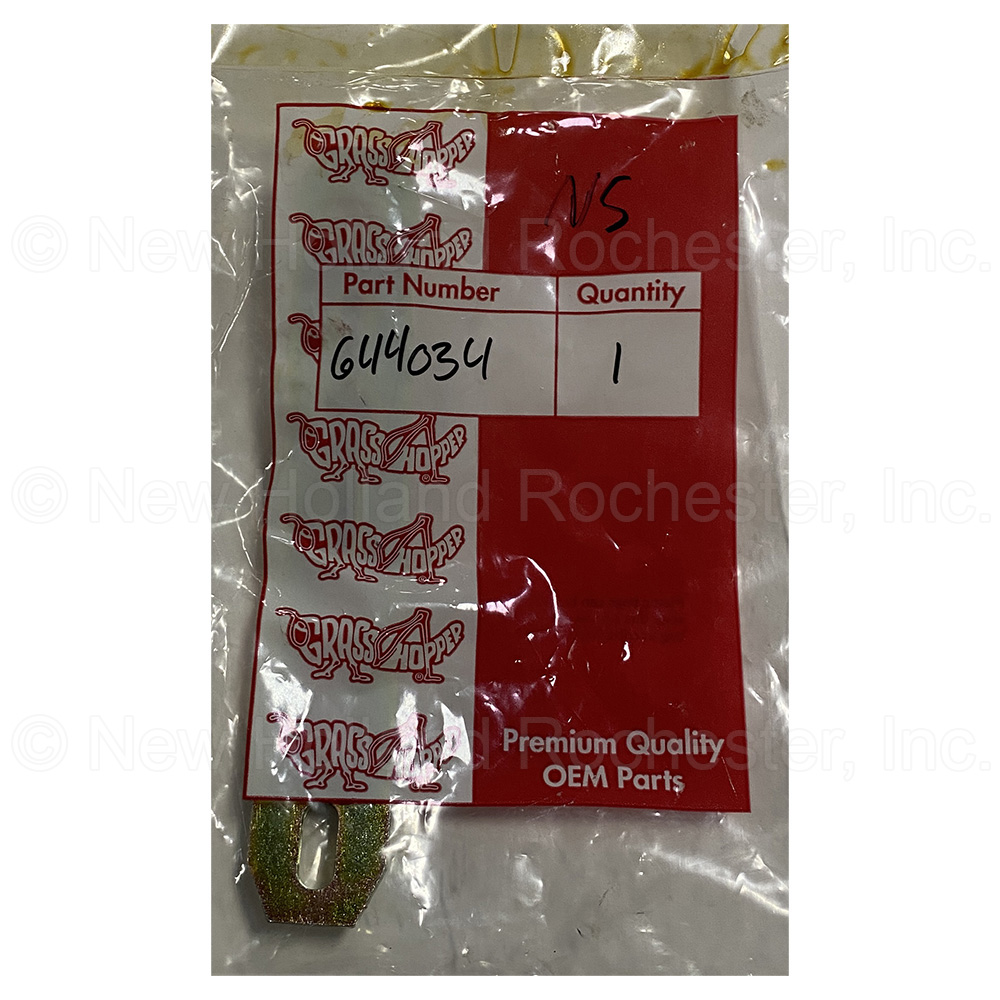 GRASSHOPPER
NS
GRASSHOPPER
© New Holland Rochester, Inc.
Part Number Quantity
644034 1
GRASSHOPPER
© New Holland Rochester, Inc.
GRASSHOPPER
GRASSHOPPER
© New Holland Rochester, Inc.
GRASSHOPPER
Premium Quality
OEM Parts